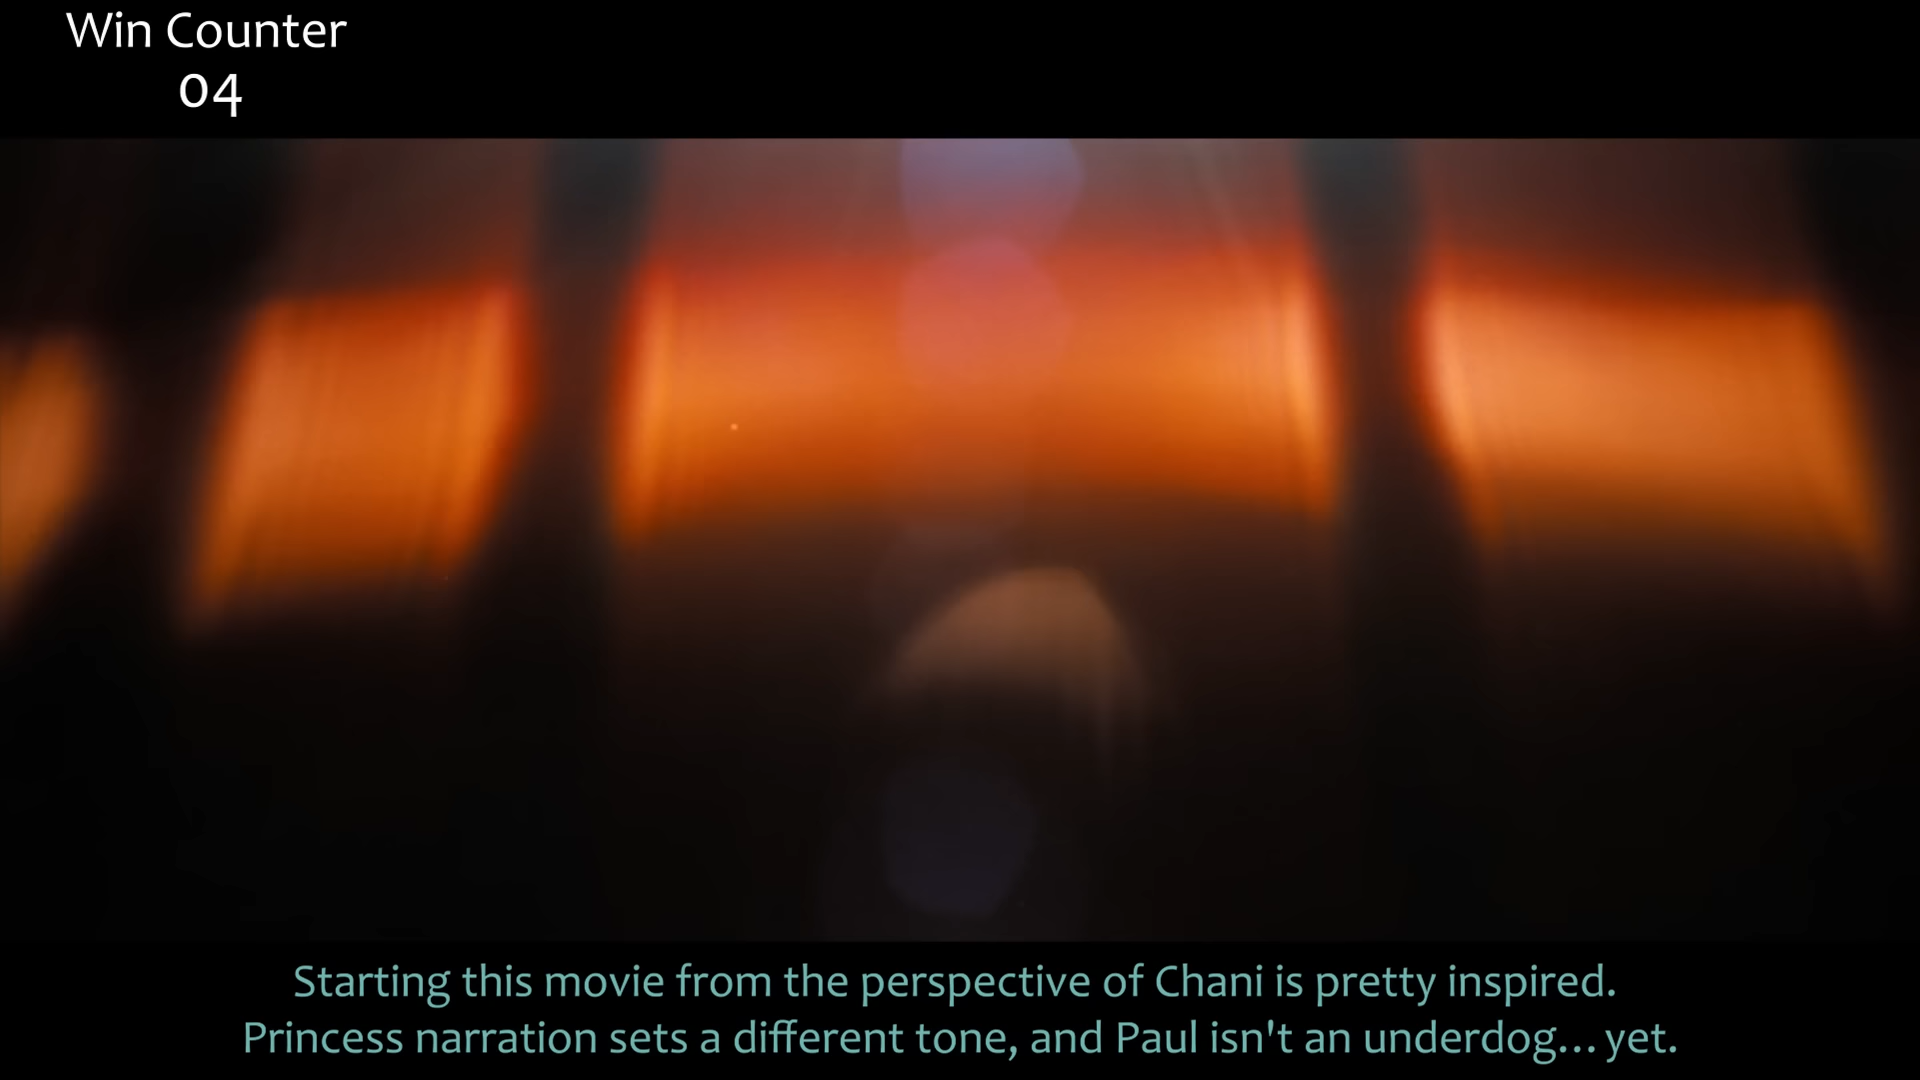 Win Counter
04
Starting this movie from the perspective of Chani is pretty inspired.
Princess narration sets a different tone, and Paul isn't an underdog... yet.